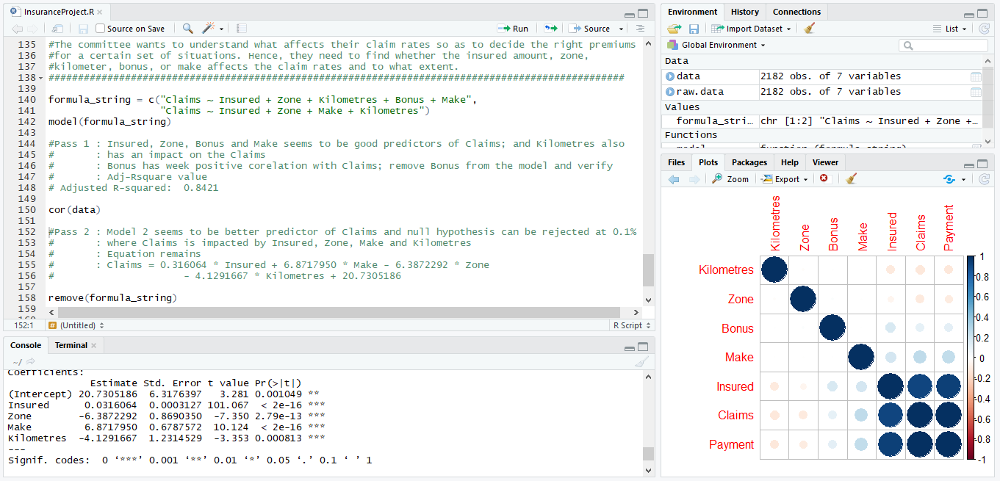 InsuranceProject.R
Source on Save
Run
Source
135 #The committee wants to understand what affects their claim rates so as to decide the right premiums
136 #for a certain set of situations. Hence, they need to find whether the insured amount, zone,
137 #kilometer, bonus, or make affects the claim rates and to what extent.
138 ##################################################################################################
139
140 formula_string = c("Claims ~ Insured + Zone + Kilometres + Bonus + Make",
141 "Claims ~ Insured + Zone + Make + Kilometres")
142 model(formula_string)
143
144 #Pass 1 : Insured, Zone, Bonus and Make seems to be good predictors of Claims; and Kilometres also
145 # : has an impact on the Claims
146 # : Bonus has week positive corelation with Claims; remove Bonus from the model and verify
147 # : Adj-Rsquare value
148 # Adjusted R-squared: 0.8421
149
150 cor(data)
151
152 #Pass 2 : Model 2 seems to be better predictor of Claims and null hypothesis can be rejected at 0.1%
153 # : where Claims is impacted by Insured, Zone, Make and Kilometres
154 # : Equation remains
155 # : Claims = 0.316064 * Insured + 6.8717950 * Make - 6.3872292 * Zone
156 # - 4.1291667 * Kilometres + 20.7305186
157
158 remove(formula_string)
159
152:1 # (Untitled) R Script
Console Terminal
~/
Coefficients:
Estimate Std. Error t value Pr(>|t|)
(Intercept) 20.7305186 6.3176397 3.281 0.001049 **
Insured 0.0316064 0.0003127 101.067 < 2e-16 ***
Zone -6.3872292 0.8690350 -7.350 2.79e-13 ***
Make 6.8717950 0.6787572 10.124 < 2e-16 ***
Kilometres -4.1291667 1.2314529 -3.353 0.000813 ***
---
Signif. codes: 0 ‘***’ 0.001 ‘**’ 0.01 ‘*’ 0.05 ‘.’ 0.1 ‘ ’ 1
Environment History Connections
Import Dataset List
Global Environment
Data
data 2182 obs. of 7 variables
raw.data 2182 obs. of 7 variables
Values
formula_stri… chr [1:2] "Claims ~ Insured + Zone +…
Functions
model function (formula_string)
Files Plots Packages Help Viewer
Zoom Export
Kilometres
Zone
Bonus
Make
Insured
Claims
Payment
Kilometres
Zone
Bonus
Make
Insured
Claims
Payment
1
0.8
0.6
0.4
0.2
0
-0.2
-0.4
-0.6
-0.8
-1